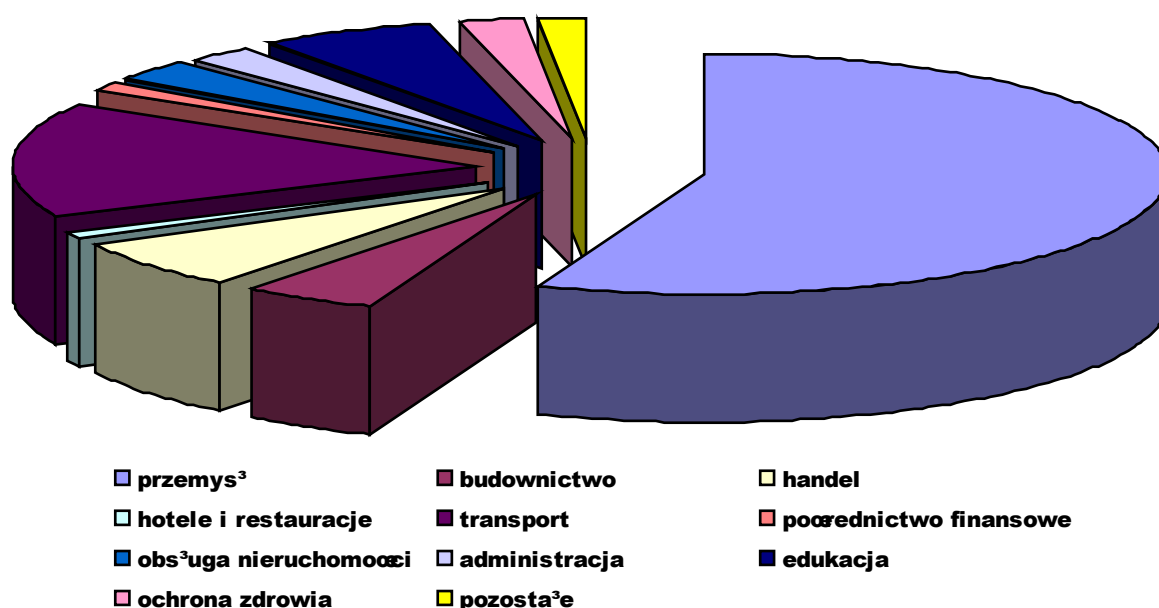 przemys³ budownictwo handel
hotele i restauracje transport poœrednictwo finansowe
obs³uga nieruchomoœci administracja edukacja
ochrona zdrowia pozosta³e